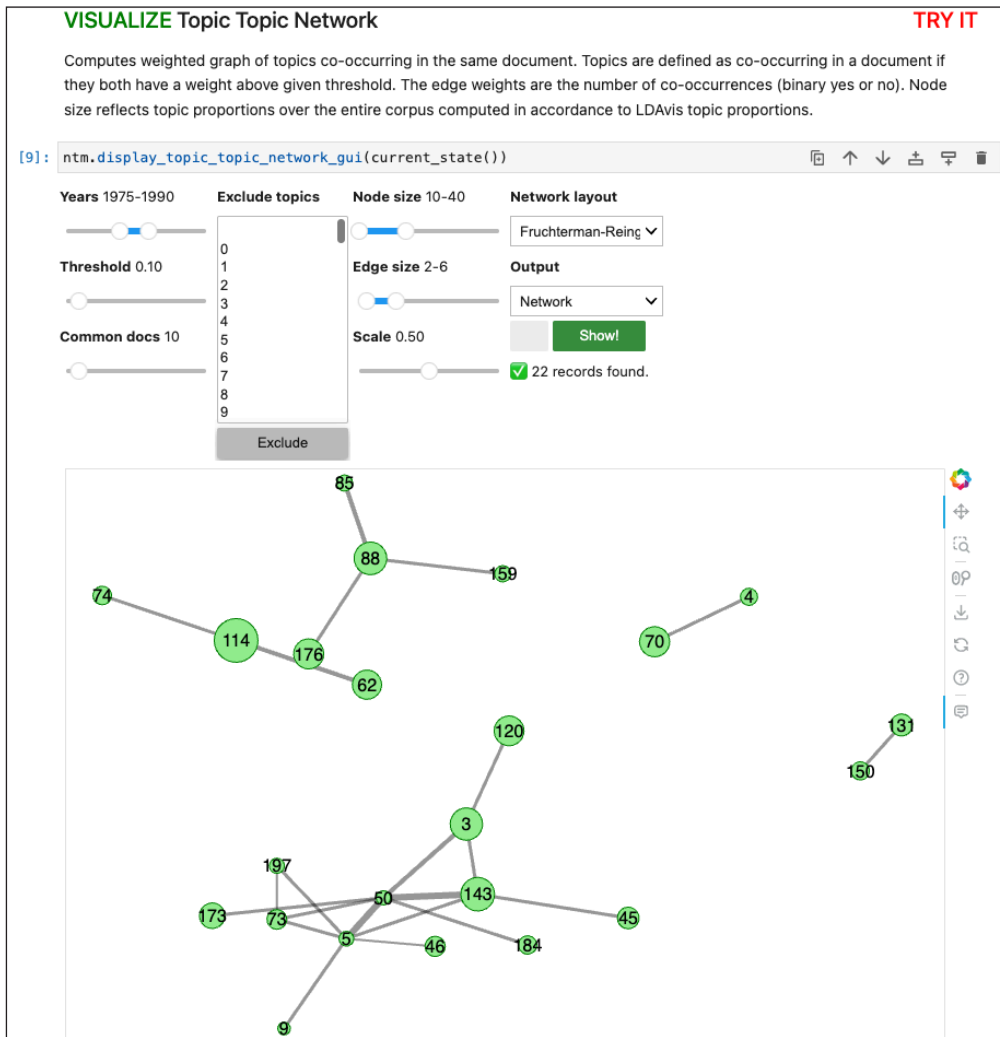 VISUALIZE Topic Topic Network
TRY IT
Computes weighted graph of topics co-occurring in the same document. Topics are defined as co-occurring in a document if
they both have a weight above given threshold. The edge weights are the number of co-occurrences (binary yes or no). Node
size reflects topic proportions over the entire corpus computed in accordance to LDAvis topic proportions.
[9]: ntm.display_topic_topic_network_gui(current_state())
Years 1975-1990
Exclude topics
Node size 10-40
Network layout
Fruchterman-Reing
0
Threshold 0.10
1
Edge size 2-6
Output
2
3
Network
4
Common docs 10
5
Scale 0.50
Show!
6
7
22 records found.
8
9
Exclude
85
88
159
74
4
114
176
70
62
120
131
150
3
197
50
143
173
73
45
5
46
184
9